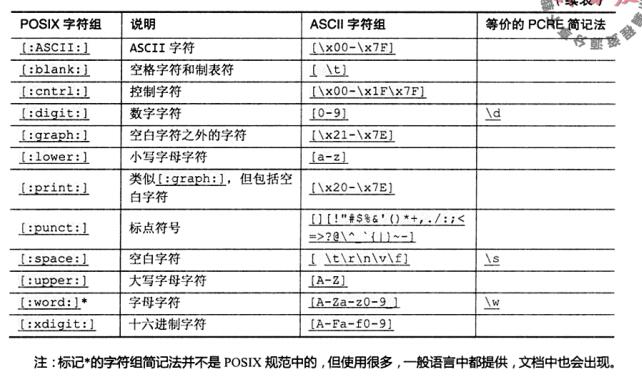 POSIX 字符组 说明 ASCII 字符组 等价的 PCRE 简记法
[:ASCII:] ASCII 字符 [\x00-\x7F]
[:blank:] 空格字符和制表符 [ \t]
[:cntrl:] 控制字符 [\x00-\x1F\x7F]
[:digit:] 数字字符 [0-9] \d
[:graph:] 空白字符之外的字符 [\x21-\x7E]
[:lower:] 小写字母字符 [a-z]
[:print:] 类似[:graph:]，但包括空
白字符 [\x20-\x7E]
[:punct:] 标点符号 [][!"#$%&'()*+,./:;<
=>?@\^_`{|}~-]
[:space:] 空白字符 [ \t\r\n\v\f] \s
[:upper:] 大写字母字符 [A-Z]
[:word:]* 字母字符 [A-Za-z0-9_] \w
[:xdigit:] 十六进制字符 [A-Fa-f0-9]
注：标记*的字符组简记法并不是 POSIX 规范中的，但使用很多，一般语言中都提供，文档中也会出现。